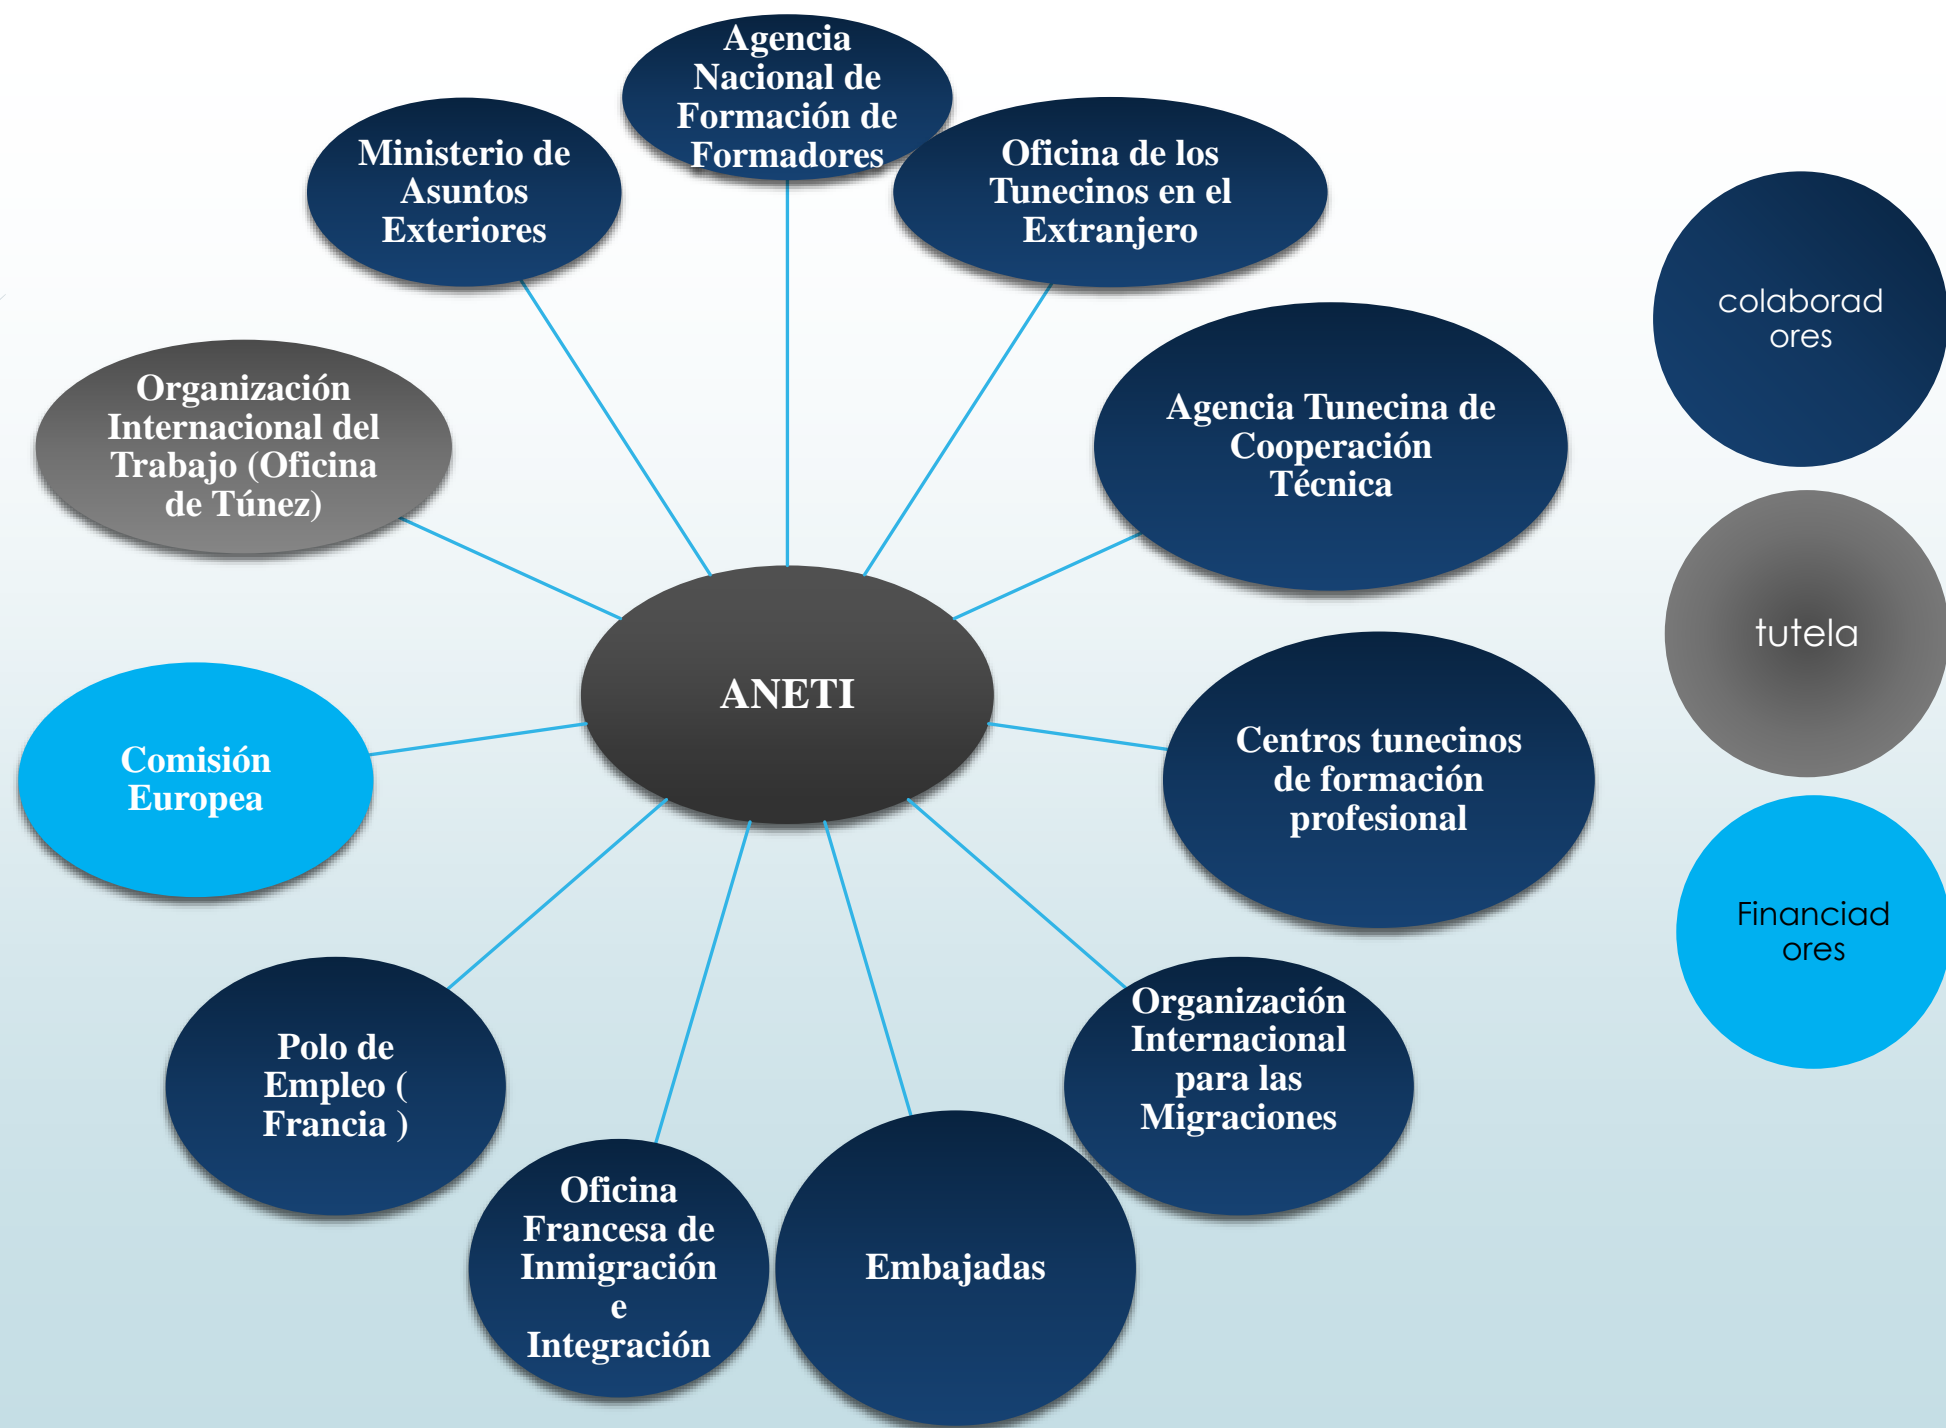 Agencia
Nacional de
Formación de
Formadores
Ministerio de
Asuntos
Exteriores
Oficina de los
Tunecinos en el
Extranjero
Organización
Internacional del
Trabajo (Oficina
de Túnez)
Agencia Tunecina de
Cooperación
Técnica
ANETI
Comisión
Europea
Centros tunecinos
de formación
profesional
Polo de
Empleo (
Francia )
Organización
Internacional
para las
Migraciones
Oficina
Francesa de
Inmigración
e
Integración
Embajadas
colaborad
ores
tutela
Financiad
ores